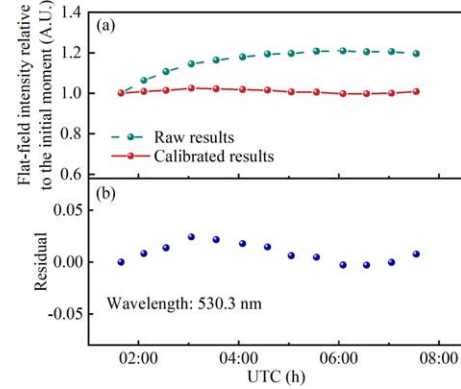 (a)
Flat-field intensity relative
to the initial moment (A.U.)
1.4
1.2
1.0
0.8
0.6
Raw results
Calibrated results
(b)
Residual
0.05
0.00
-0.05
Wavelength: 530.3 nm
02:00 04:00 06:00 08:00
UTC (h)